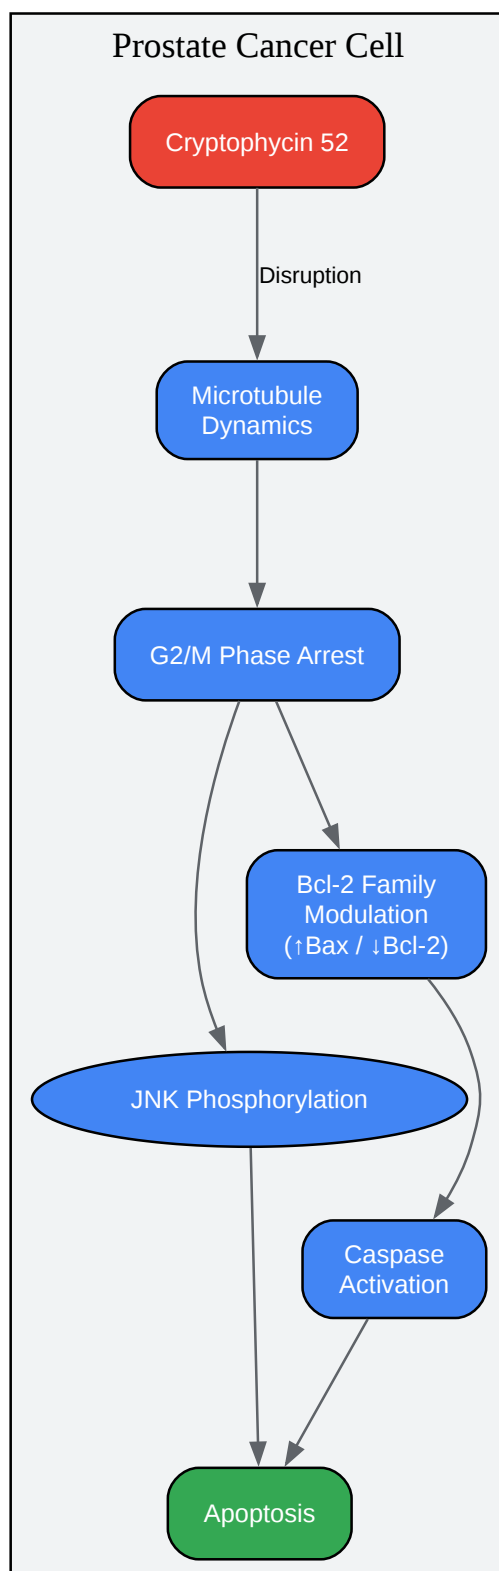 Prostate Cancer Cell
Cryptophycin 52
Disruption
Microtubule
Dynamics
G2/M Phase Arrest
Bcl-2 Family
Modulation
(↑Bax / ↓Bcl-2)
JNK Phosphorylation
Caspase
Activation
Apoptosis